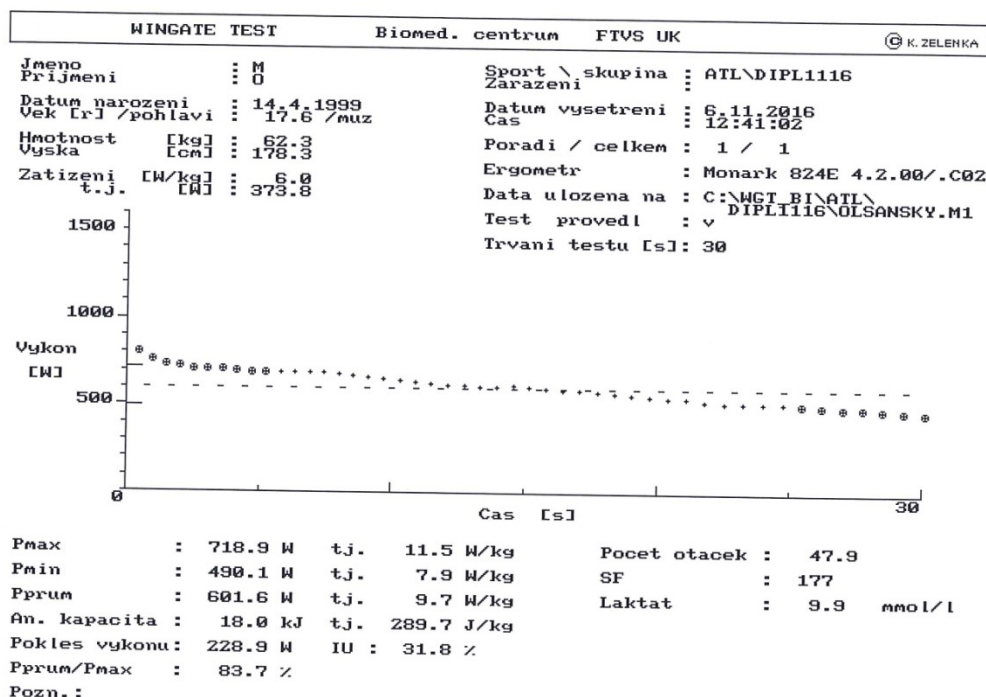 WINGATE TEST Biomed. centrum FTVS UK © K. ZELENKA
Jmeno : M
Prijmeni : O
Datum narozeni : 14.4.1999
Vek [r] /pohlavi : 17.6 /muz
Hmotnost [kg] : 62.3
Vyska [cm] : 178.3
Zatizeni [W/kg] : 6.0
t.j. [W] : 373.8
Sport \ skupina : ATL\DIPL1116
Zarazeni :
Datum vysetreni : 6.11.2016
Cas : 12:41:02
Poradi / celkem : 1 / 1
Ergometr : Monark 824E 4.2.00/.C02
Data ulozena na : C:\WGT_BI\ATL\
DIPL1116\OLSANSKY.M1
Test provedl : v
Trvani testu [s]: 30
1500
1000
Vykon
[W]
500
0
30
Cas [s]
Pmax : 718.9 W tj. 11.5 W/kg
Pmin : 490.1 W tj. 7.9 W/kg
Pprum : 601.6 W tj. 9.7 W/kg
An. kapacita : 18.0 kJ tj. 289.7 J/kg
Pokles vykonu: 228.9 W IU : 31.8 %
Pprum/Pmax : 83.7 %
Pozn.:
Pocet otacek : 47.9
SF : 177
Laktat : 9.9 mmol/l